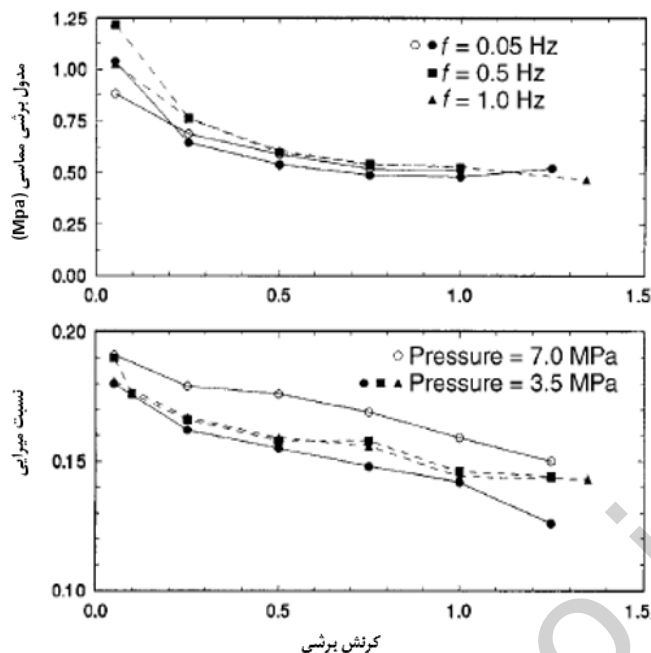 1.25
1.00
0.75
0.50
0.25
0.00
مدول برشی مماسی (Mpa)
○ ● f = 0.05 Hz
■ f = 0.5 Hz
▲ f = 1.0 Hz
0.0 0.5 1.0 1.5
0.20
0.15
0.10
نسبت میرایی
○ Pressure = 7.0 MPa
● ■ ▲ Pressure = 3.5 MPa
0.0 0.5 1.0 1.5
کرنش برشی